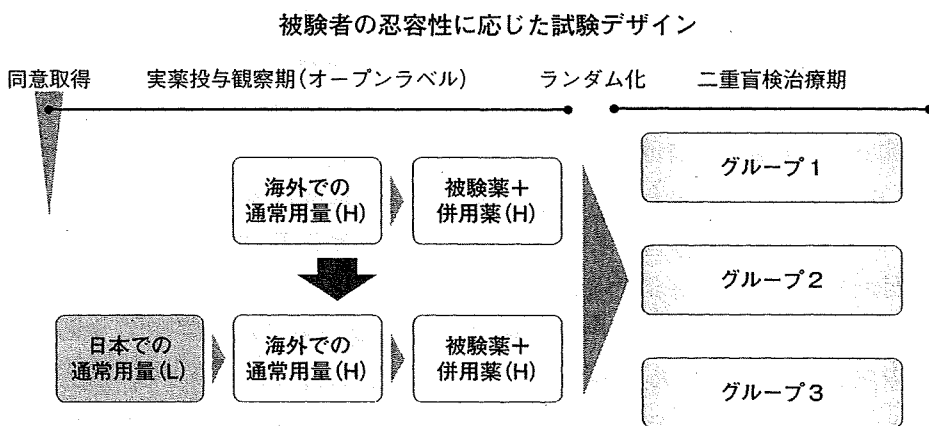 被験者の忍容性に応じた試験デザイン
同意取得
実薬投与観察期(オープンラベル)
ランダム化
二重盲検治療期
海外での
通常用量(H)
被験薬+
併用薬(H)
日本での
通常用量(L)
海外での
通常用量(H)
被験薬+
併用薬(H)
グループ1
グループ2
グループ3